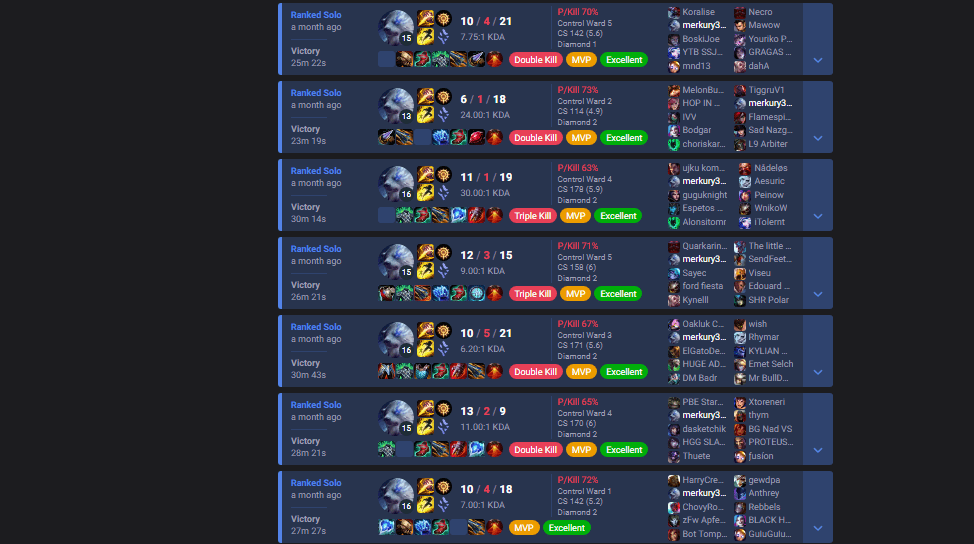 Ranked Solo
a month ago
Victory
25m 22s
15
10 / 4 / 21
7.75:1 KDA
Double Kill MVP Excellent
P/Kill 70%
Control Ward 5
CS 142 (5.6)
Diamond 1
Koralise Necro
merkury3... Mawow
BoskiJoe Youriko P...
YTB SSJ... GRAGAS ...
mnd13 dahA
Ranked Solo
a month ago
Victory
23m 19s
13
6 / 1 / 18
24.00:1 KDA
Double Kill MVP Excellent
P/Kill 73%
Control Ward 2
CS 114 (4.9)
Diamond 2
MelonBu... TiggruV1
HOP IN ... merkury3...
IVV Flamespi...
Bodgar Sad Nazg...
choriskar... L9 Arbiter
Ranked Solo
a month ago
Victory
30m 14s
16
11 / 1 / 19
30.00:1 KDA
Triple Kill MVP Excellent
P/Kill 63%
Control Ward 4
CS 178 (5.9)
Diamond 2
ujku kom... Nådeløs
merkury3... Aesuric
guguknight Peinow
Espetos ... WnikoW
Alonsitomr ITolernt
Ranked Solo
a month ago
Victory
26m 21s
15
12 / 3 / 15
9.00:1 KDA
Triple Kill MVP Excellent
P/Kill 71%
Control Ward 5
CS 158 (6)
Diamond 2
Quarkarin... The little ...
merkury3... SendFeet...
Sayec Viseu
ford fiesta Edouard ...
Kynelll SHR Polar
Ranked Solo
a month ago
Victory
30m 43s
16
10 / 5 / 21
6.20:1 KDA
Double Kill MVP Excellent
P/Kill 67%
Control Ward 3
CS 171 (5.6)
Diamond 2
Oakluk C... wish
merkury3... Rhymar
ElGatoDe... KYLIAN ...
HUGE AD... Emet Selch
DM Badr Mr BullD...
Ranked Solo
a month ago
Victory
28m 21s
15
13 / 2 / 9
11.00:1 KDA
Double Kill MVP Excellent
P/Kill 65%
Control Ward 4
CS 170 (6)
Diamond 2
PBE Star... Xtoreneri
merkury3... thym
dasketchik BG Nad VS
HGG SLA... PROTEUS...
Thuete fusíon
Ranked Solo
a month ago
Victory
27m 27s
16
10 / 4 / 18
7.00:1 KDA
MVP Excellent
P/Kill 72%
Control Ward 1
CS 142 (5.2)
Diamond 2
HarryCre... gewdpa
merkury3... Anthrey
ChovyRo... Rebbels
zFw Apfe... BLACK H...
Bot Tomp... GuluGulu...